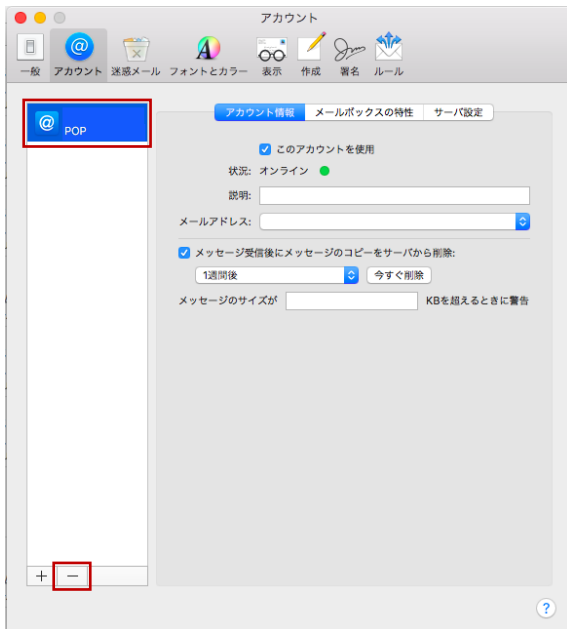 アカウント
一般 アカウント 迷惑メール フォントとカラー 表示 作成 署名 ルール
@ POP
アカウント情報 メールボックスの特性 サーバ設定
このアカウントを使用
状況: オンライン
説明:
メールアドレス:
メッセージ受信後にメッセージのコピーをサーバから削除:
1週間後 今すぐ削除
メッセージのサイズが KBを超えるときに警告
+ −
?